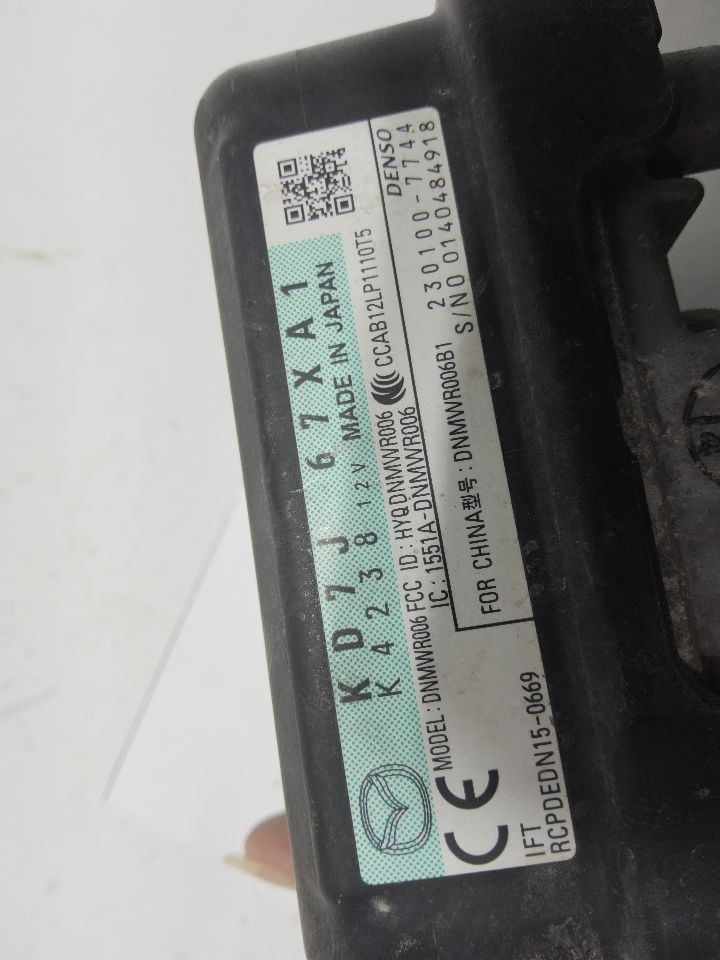 KD7J 67XA1
K4238 12V MADE IN JAPAN
MODEL: DNMWR006 FCC ID: HYQDNMWR006 CCAB12LP1110T5
IC: 1551A-DNMWR006
DENSO
230100-7744
FOR CHINA型号: DNMWR006B1 S/NO 0140484918
CE
IFT
RCPDEDN15-0669